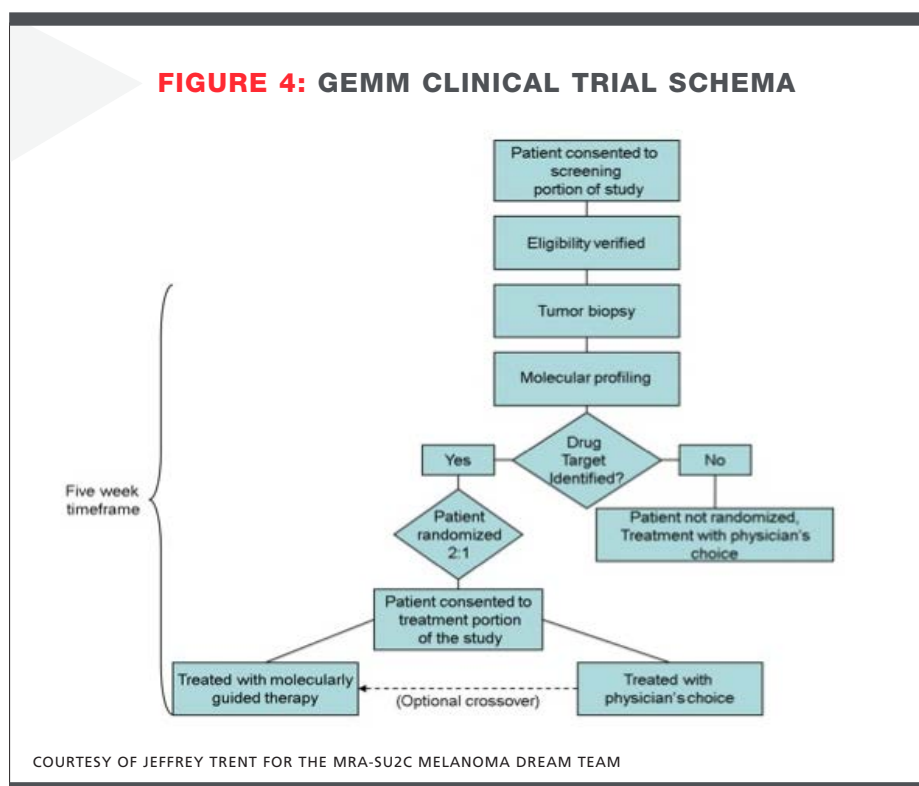 FIGURE 4: GEMM CLINICAL TRIAL SCHEMA
Patient consented to
screening
portion of study
Eligibility verified
Tumor biopsy
Molecular profiling
Drug
Target
Identified?
Yes
No
Five week
timeframe
Patient
randomized
2:1
Patient not randomized,
Treatment with physician's
choice
Patient consented to
treatment portion
of the study
Treated with molecularly
guided therapy
(Optional crossover)
Treated with
physician's choice
COURTESY OF JEFFREY TRENT FOR THE MRA-SU2C MELANOMA DREAM TEAM